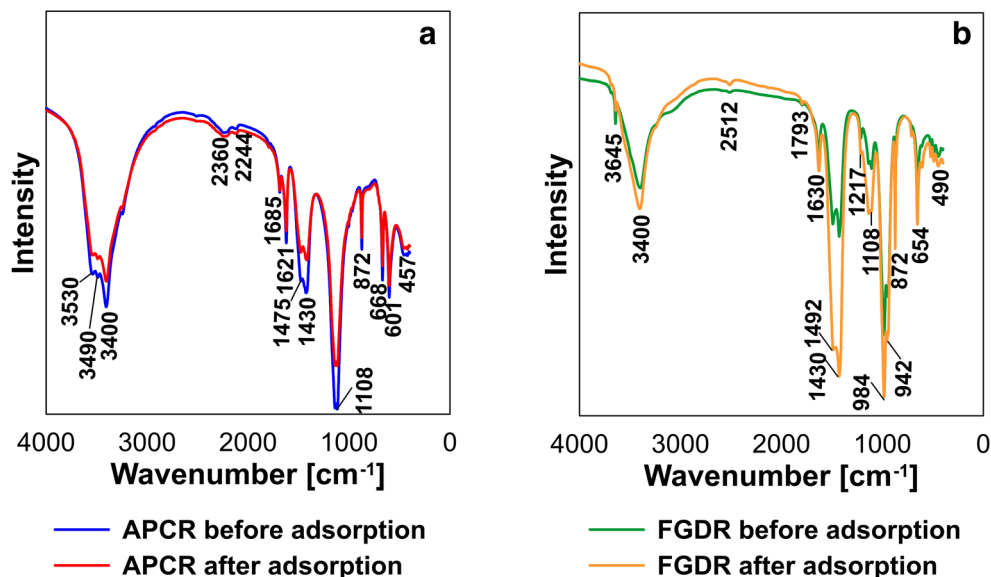 a
Intensity
3530
3490
3400
2360
2244
1685
1621
1475
1430
1108
872
668
601
457
4000 3000 2000 1000 0
Wavenumber [cm-1]
APCR before adsorption
APCR after adsorption
b
Intensity
3645
3400
2512
1793
1630
1492
1430
1217
1108
984
942
872
654
490
4000 3000 2000 1000 0
Wavenumber [cm-1]
FGDR before adsorption
FGDR after adsorption